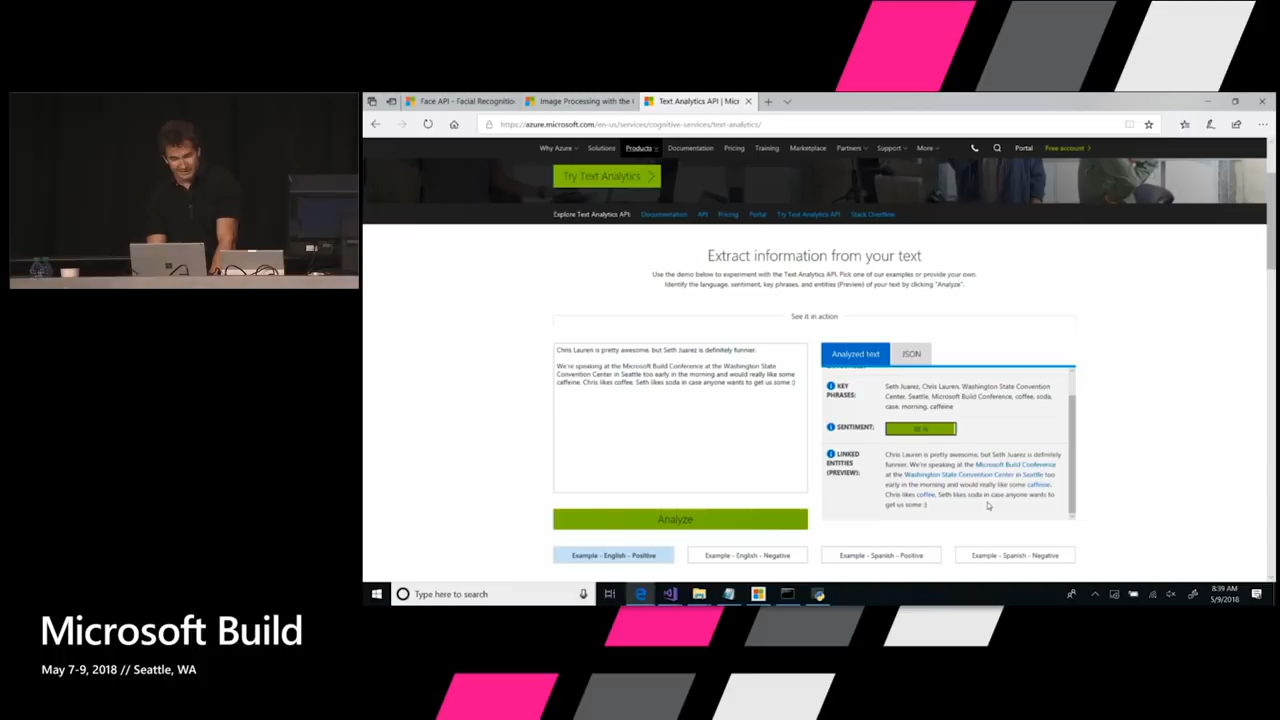 Face API - Facial Recognition
Image Processing with the
Text Analytics API | Micr
https://azure.microsoft.com/en-us/services/cognitive-services/text-analytics/
Why Azure Solutions Products Documentation Pricing Training Marketplace Partners Support More Portal Free account
Try Text Analytics
Explore Text Analytics API: Documentation API Pricing Portal Try Text Analytics API Stack Overflow
Extract information from your text
Use the demo below to experiment with the Text Analytics API. Pick one of our examples or provide your own.
Identify the language, sentiment, key phrases, and entities (Preview) of your text by clicking "Analyze".
See it in action
Chris Lauren is pretty awesome, but Seth Juarez is definitely funnier.
We're speaking at the Microsoft Build Conference at the Washington State
Convention Center in Seattle too early in the morning and would really like some
caffeine. Chris likes coffee. Seth likes soda in case anyone wants to get us some :)
Analyzed text
JSON
KEY
PHRASES:
Seth Juarez, Chris Lauren, Washington State Convention
Center, Seattle, Microsoft Build Conference, coffee, soda,
case, morning, caffeine
SENTIMENT:
LINKED
ENTITIES
(PREVIEW):
Chris Lauren is pretty awesome, but Seth Juarez is definitely
funnier. We're speaking at the Microsoft Build Conference
at the Washington State Convention Center in Seattle too
early in the morning and would really like some caffeine.
Chris likes coffee. Seth likes soda in case anyone wants to
get us some :)
Analyze
Example - English - Positive
Example - English - Negative
Example - Spanish - Positive
Example - Spanish - Negative
Type here to search
8:39 AM
5/9/2018
Microsoft Build
May 7-9, 2018 // Seattle, WA